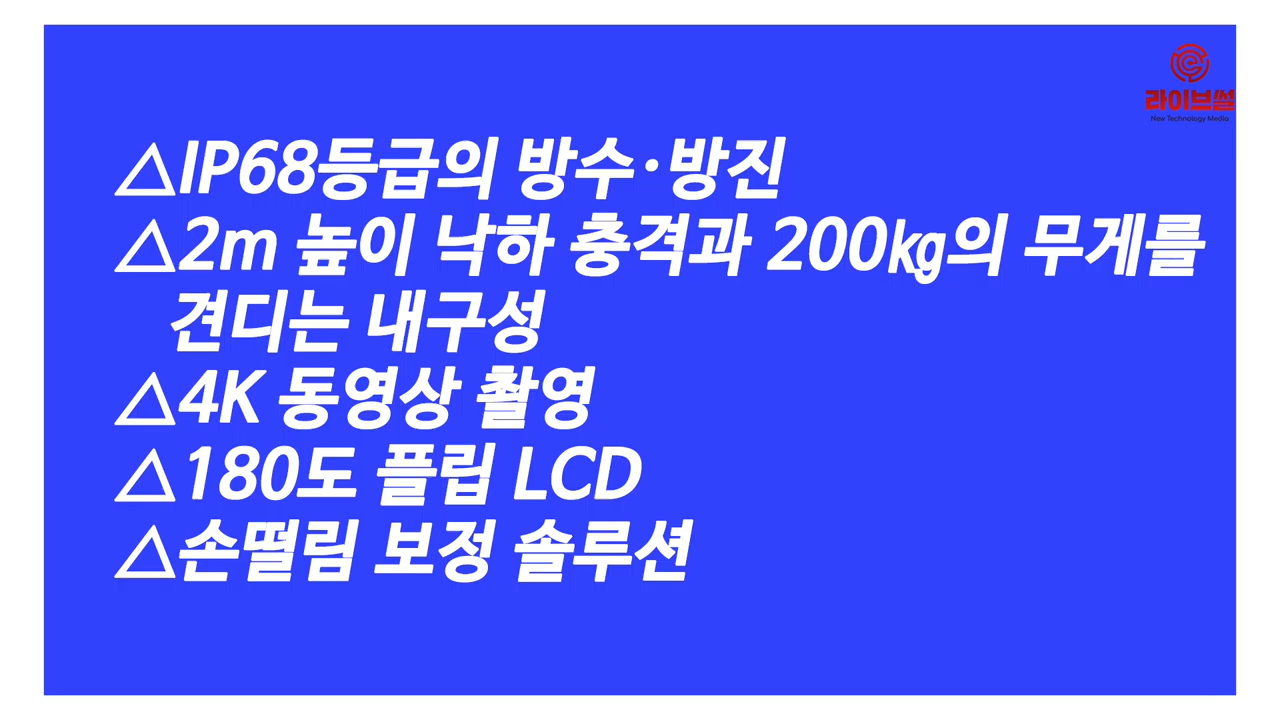 라이브썰
New Technology Media
△IP68등급의 방수·방진
△2m 높이 낙하 충격과 200㎏의 무게를
견디는 내구성
△4K 동영상 촬영
△180도 플립 LCD
△손떨림 보정 솔루션